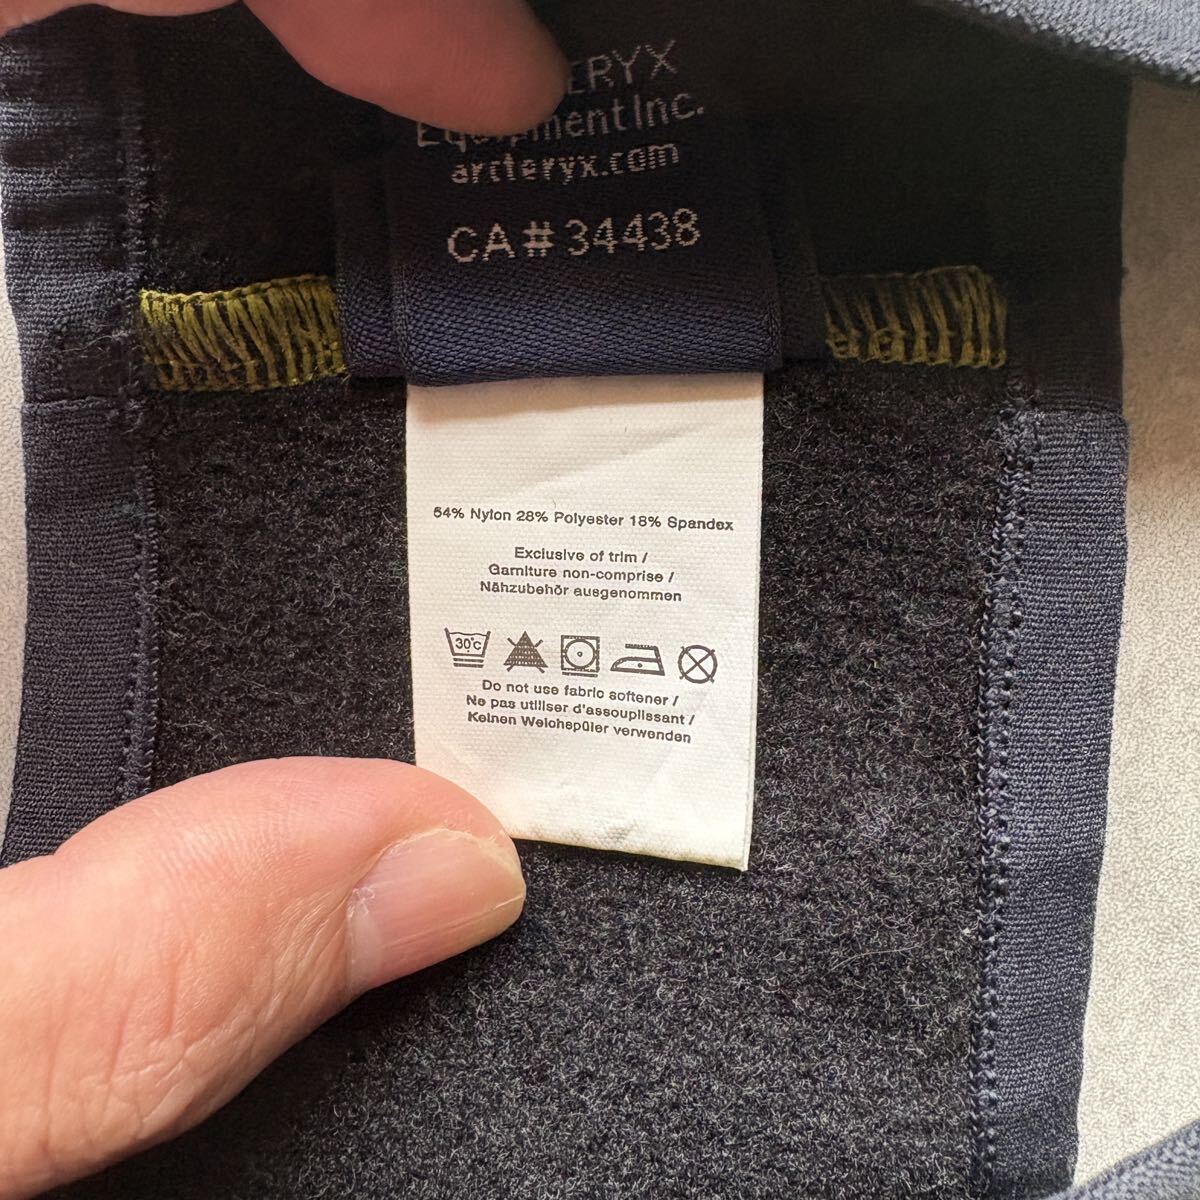 ERYX
Equipment Inc.
arcteryx.com
CA# 34438
54% Nylon 28% Polyester 18% Spandex
Exclusive of trim /
Garniture non-comprise /
Nähzubehör ausgenommen
30°C
Do not use fabric softener /
Ne pas utiliser d'assouplissant /
Keinen Weichspüler verwenden